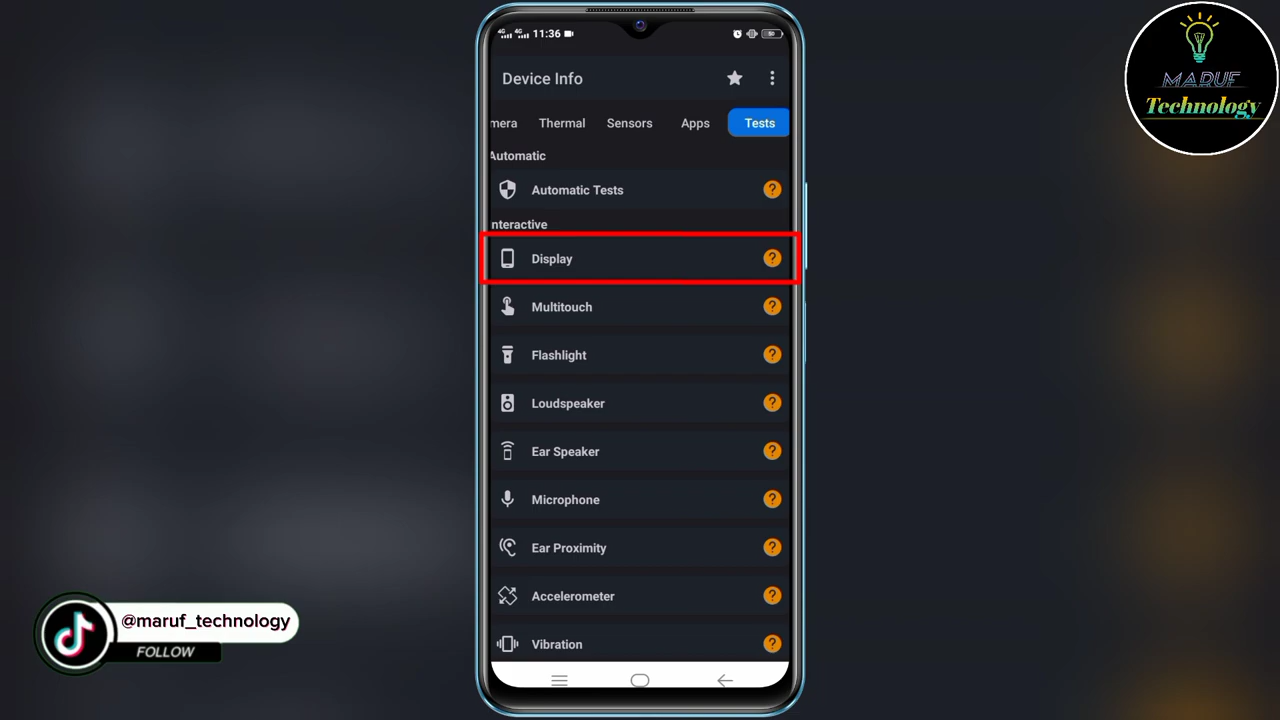 11:36
Device Info
mera Thermal Sensors Apps Tests
Automatic
Automatic Tests ?
nteractive
Display ?
Multitouch ?
Flashlight ?
Loudspeaker ?
Ear Speaker ?
Microphone ?
Ear Proximity ?
Accelerometer ?
Vibration ?
MARUF
Technology
@maruf_technology
FOLLOW